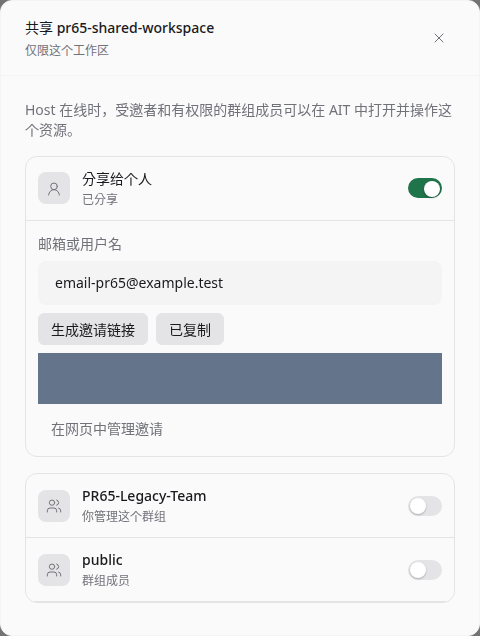 共享 pr65-shared-workspace
仅限这个工作区
Host 在线时，受邀者和有权限的群组成员可以在 AIT 中打开并操作这
个资源。
分享给个人
已分享
邮箱或用户名
email-pr65@example.test
生成邀请链接 已复制
在网页中管理邀请
PR65-Legacy-Team
你管理这个群组
public
群组成员